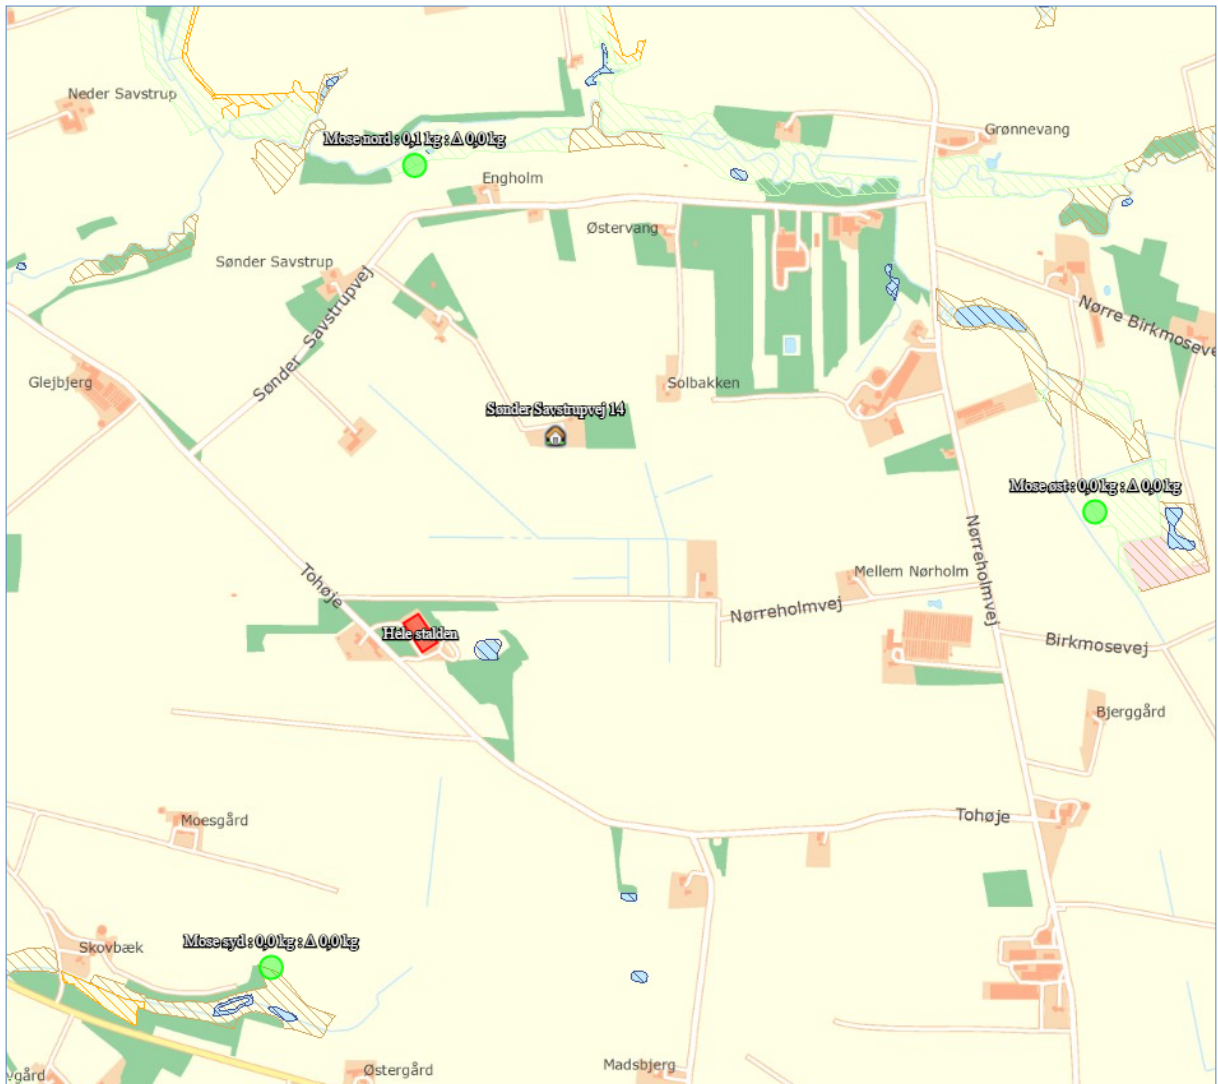 Neder Savstrup
Mose nord : 0,1 kg : Δ 0,0 kg
Grønnevang
Engholm
Østervang
Sønder Savstrup
Sønder Savstrupvej
Nørre Birkmoseve
Glejbjerg
Solbakken
Sønder Savstrupvej 14
Mose øst : 0,0 kg : Δ 0,0 kg
Nørreholmvej
Tohøje
Mellem Nørholm
Nørreholmvej
Hele stalden
Birkmosevej
Bjerggård
Moesgård
Tohøje
Skovbæk
Mose syd : 0,0 kg : Δ 0,0 kg
Madsbjerg
Østergård
vgård